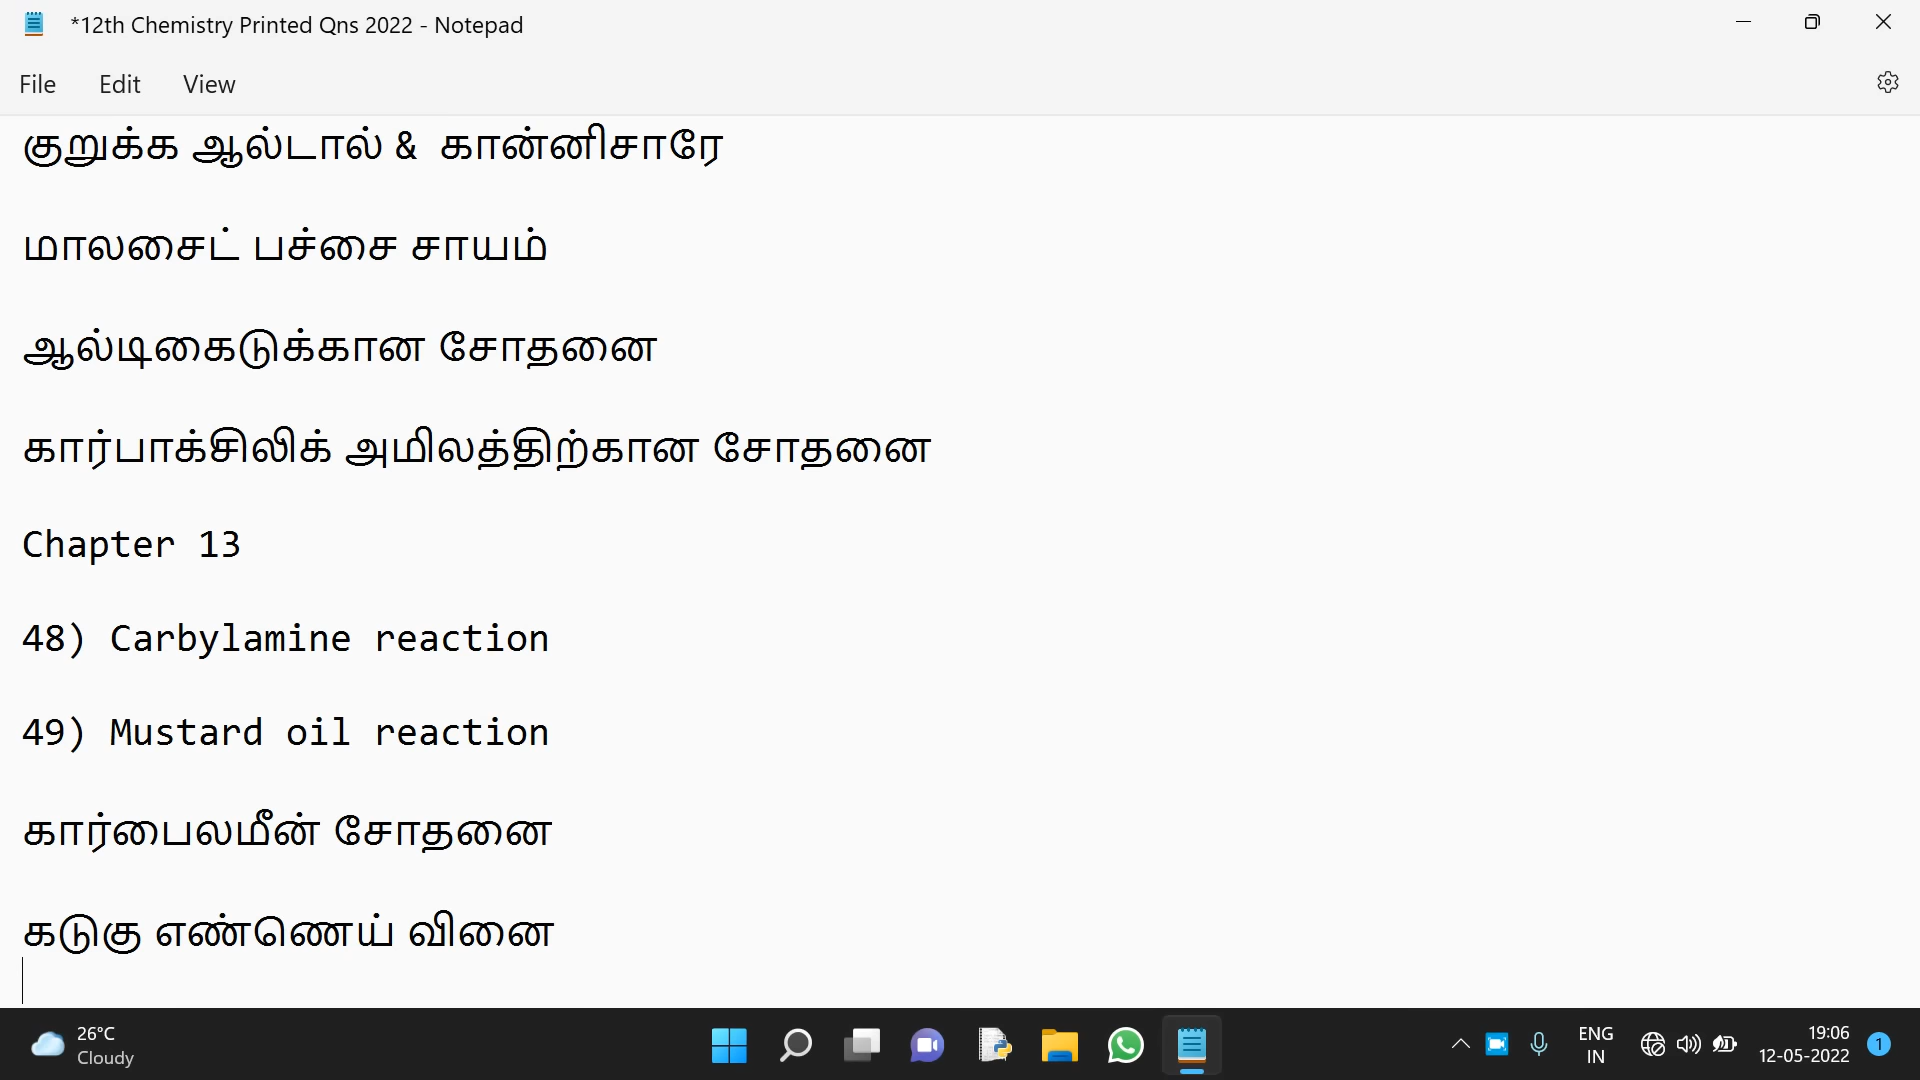 *12th Chemistry Printed Qns 2022 - Notepad
File Edit View
குறுக்க ஆல்டால் & கான்னிசாரே
மாலசைட் பச்சை சாயம்
ஆல்டிகைடுக்கான சோதனை
கார்பாக்சிலிக் அமிலத்திற்கான சோதனை
Chapter 13
48) Carbylamine reaction
49) Mustard oil reaction
கார்பைலமீன் சோதனை
கடுகு எண்ணெய் வினை
26°C
Cloudy
ENG
IN
19:06
12-05-2022
1